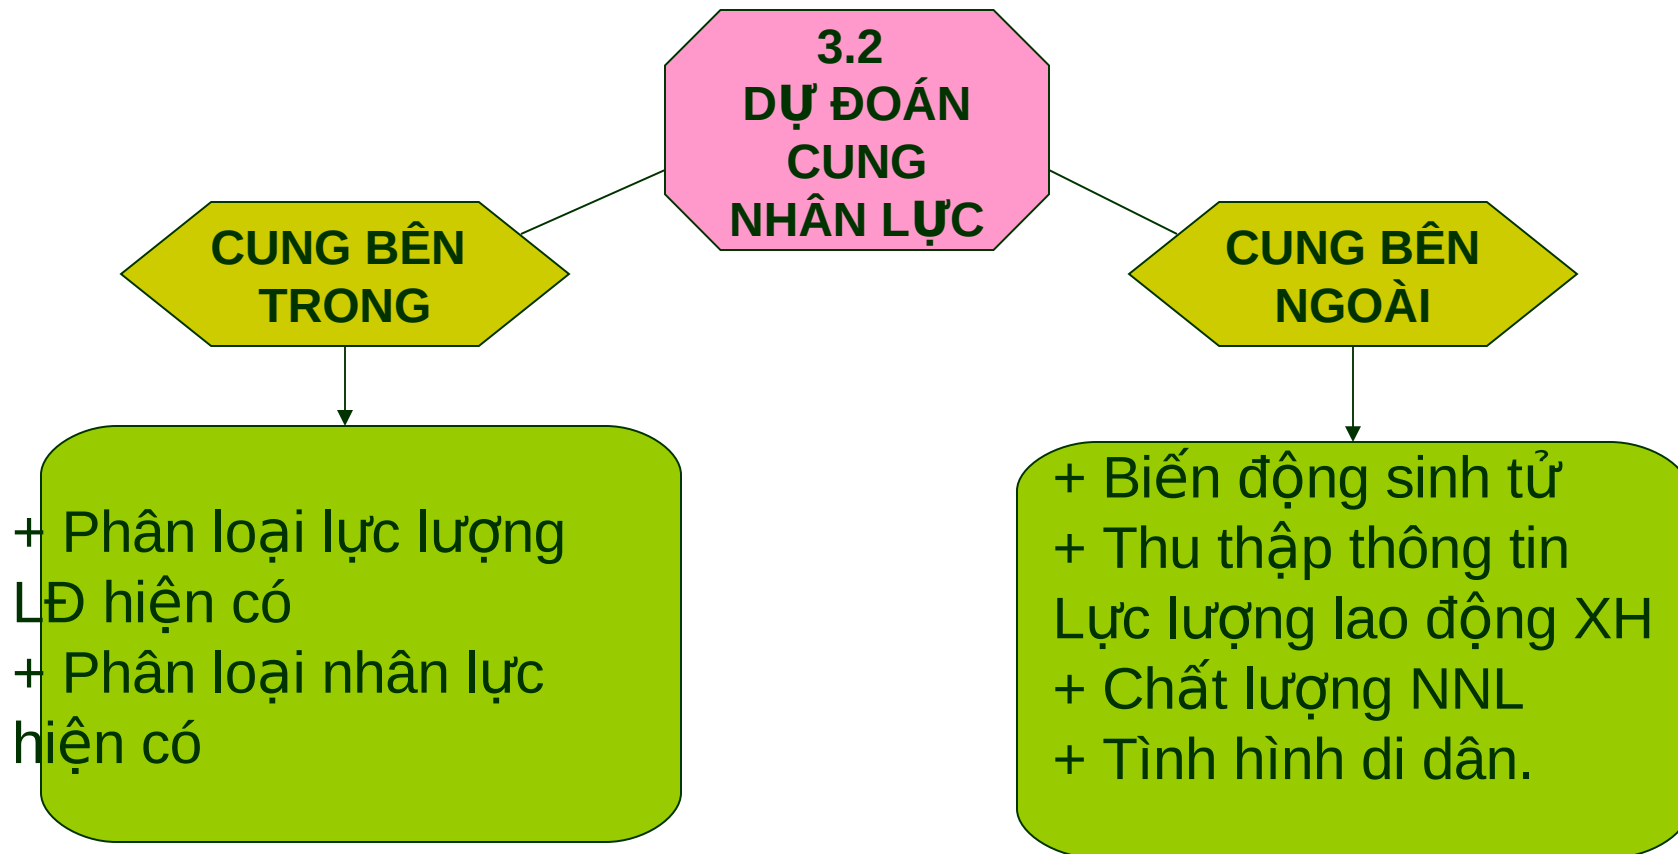 3.2
DỰ ĐOÁN
CUNG
NHÂN LỰC
CUNG BÊN
TRONG
CUNG BÊN
NGOÀI
+ Phân loại lực lượng
LĐ hiện có
+ Phân loại nhân lực
hiện có
+ Biến động sinh tử
+ Thu thập thông tin
Lực lượng lao động XH
+ Chất lượng NNL
+ Tình hình di dân.